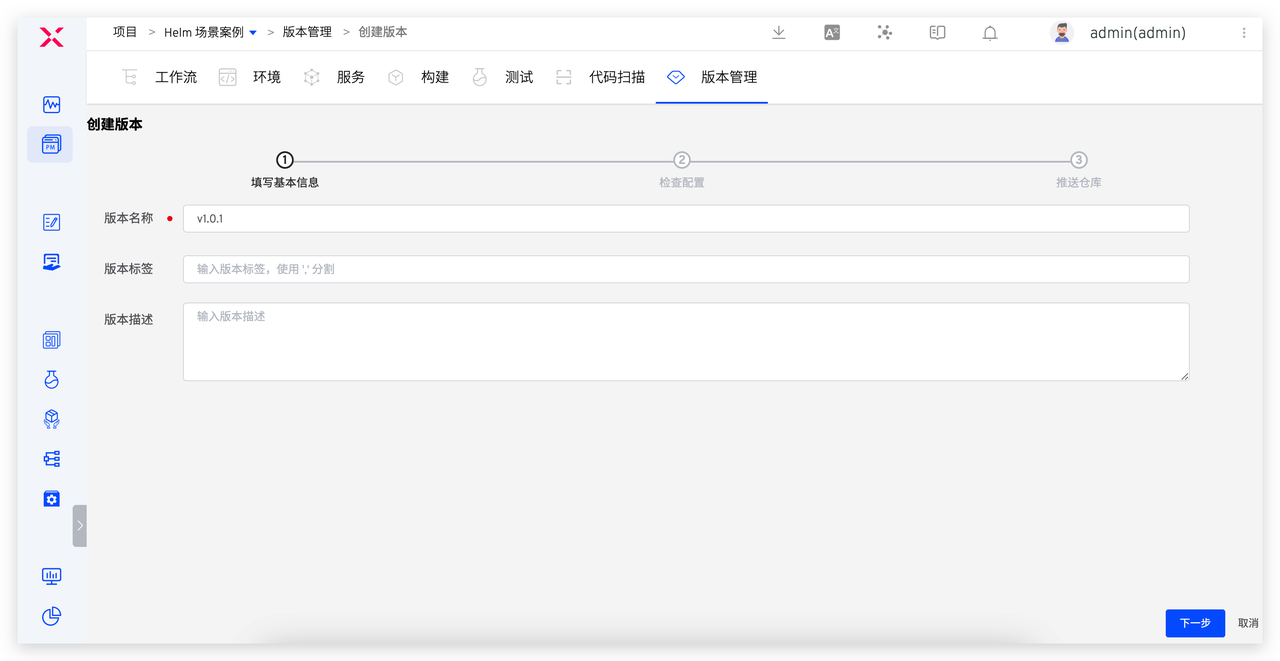 项目 > Helm 场景案例 > 版本管理 > 创建版本
admin(admin)
工作流 环境 服务 构建 测试 代码扫描 版本管理
PM
创建版本
1 2 3
填写基本信息 检查配置 推送仓库
版本名称 v1.0.1
版本标签 输入版本标签，使用 ',' 分割
版本描述 输入版本描述
下一步 取消